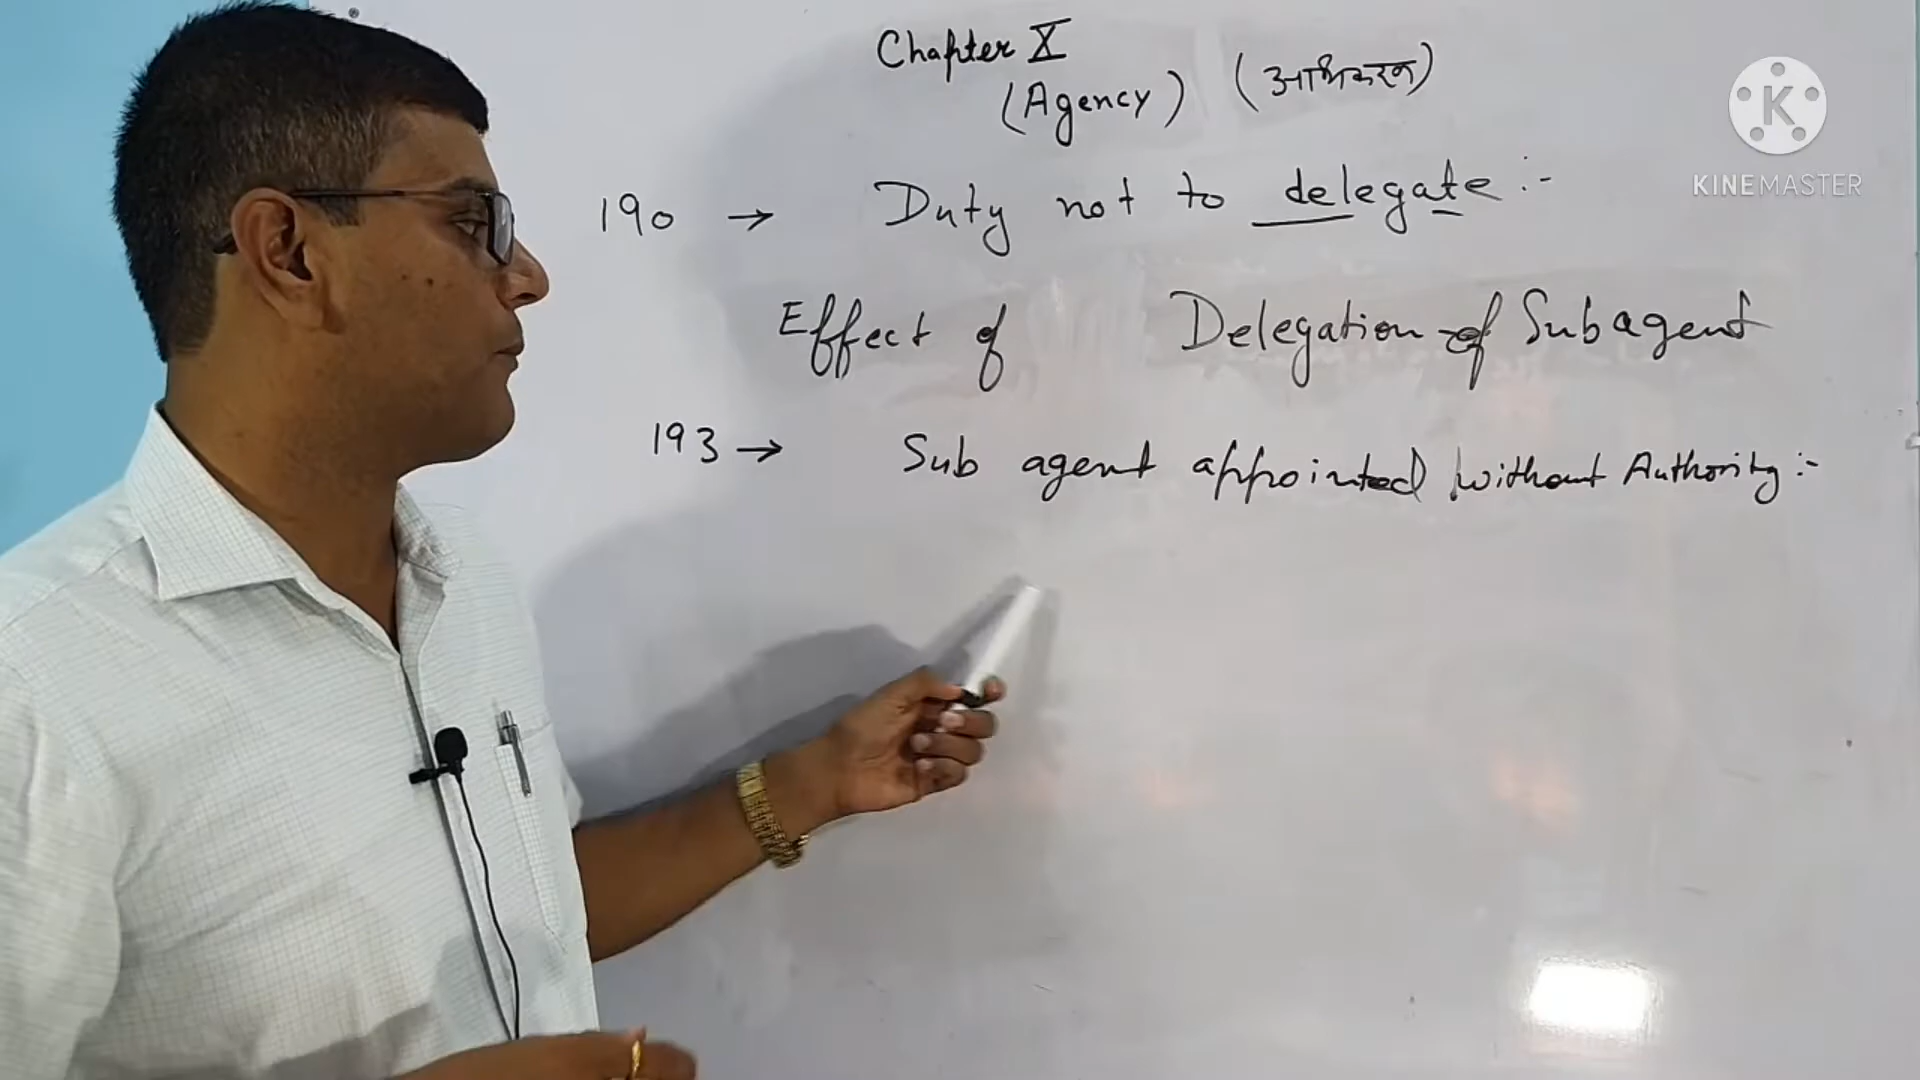 Chapter X
(Agency) (अभिकरण)
K
KINEMASTER
190 → Duty not to delegate :-
Effect of Delegation of Subagent
193 → Sub agent appointed without Authority :-